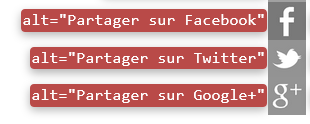 alt="Partager sur Facebook"
alt="Partager sur Twitter"
alt="Partager sur Google+"
g+